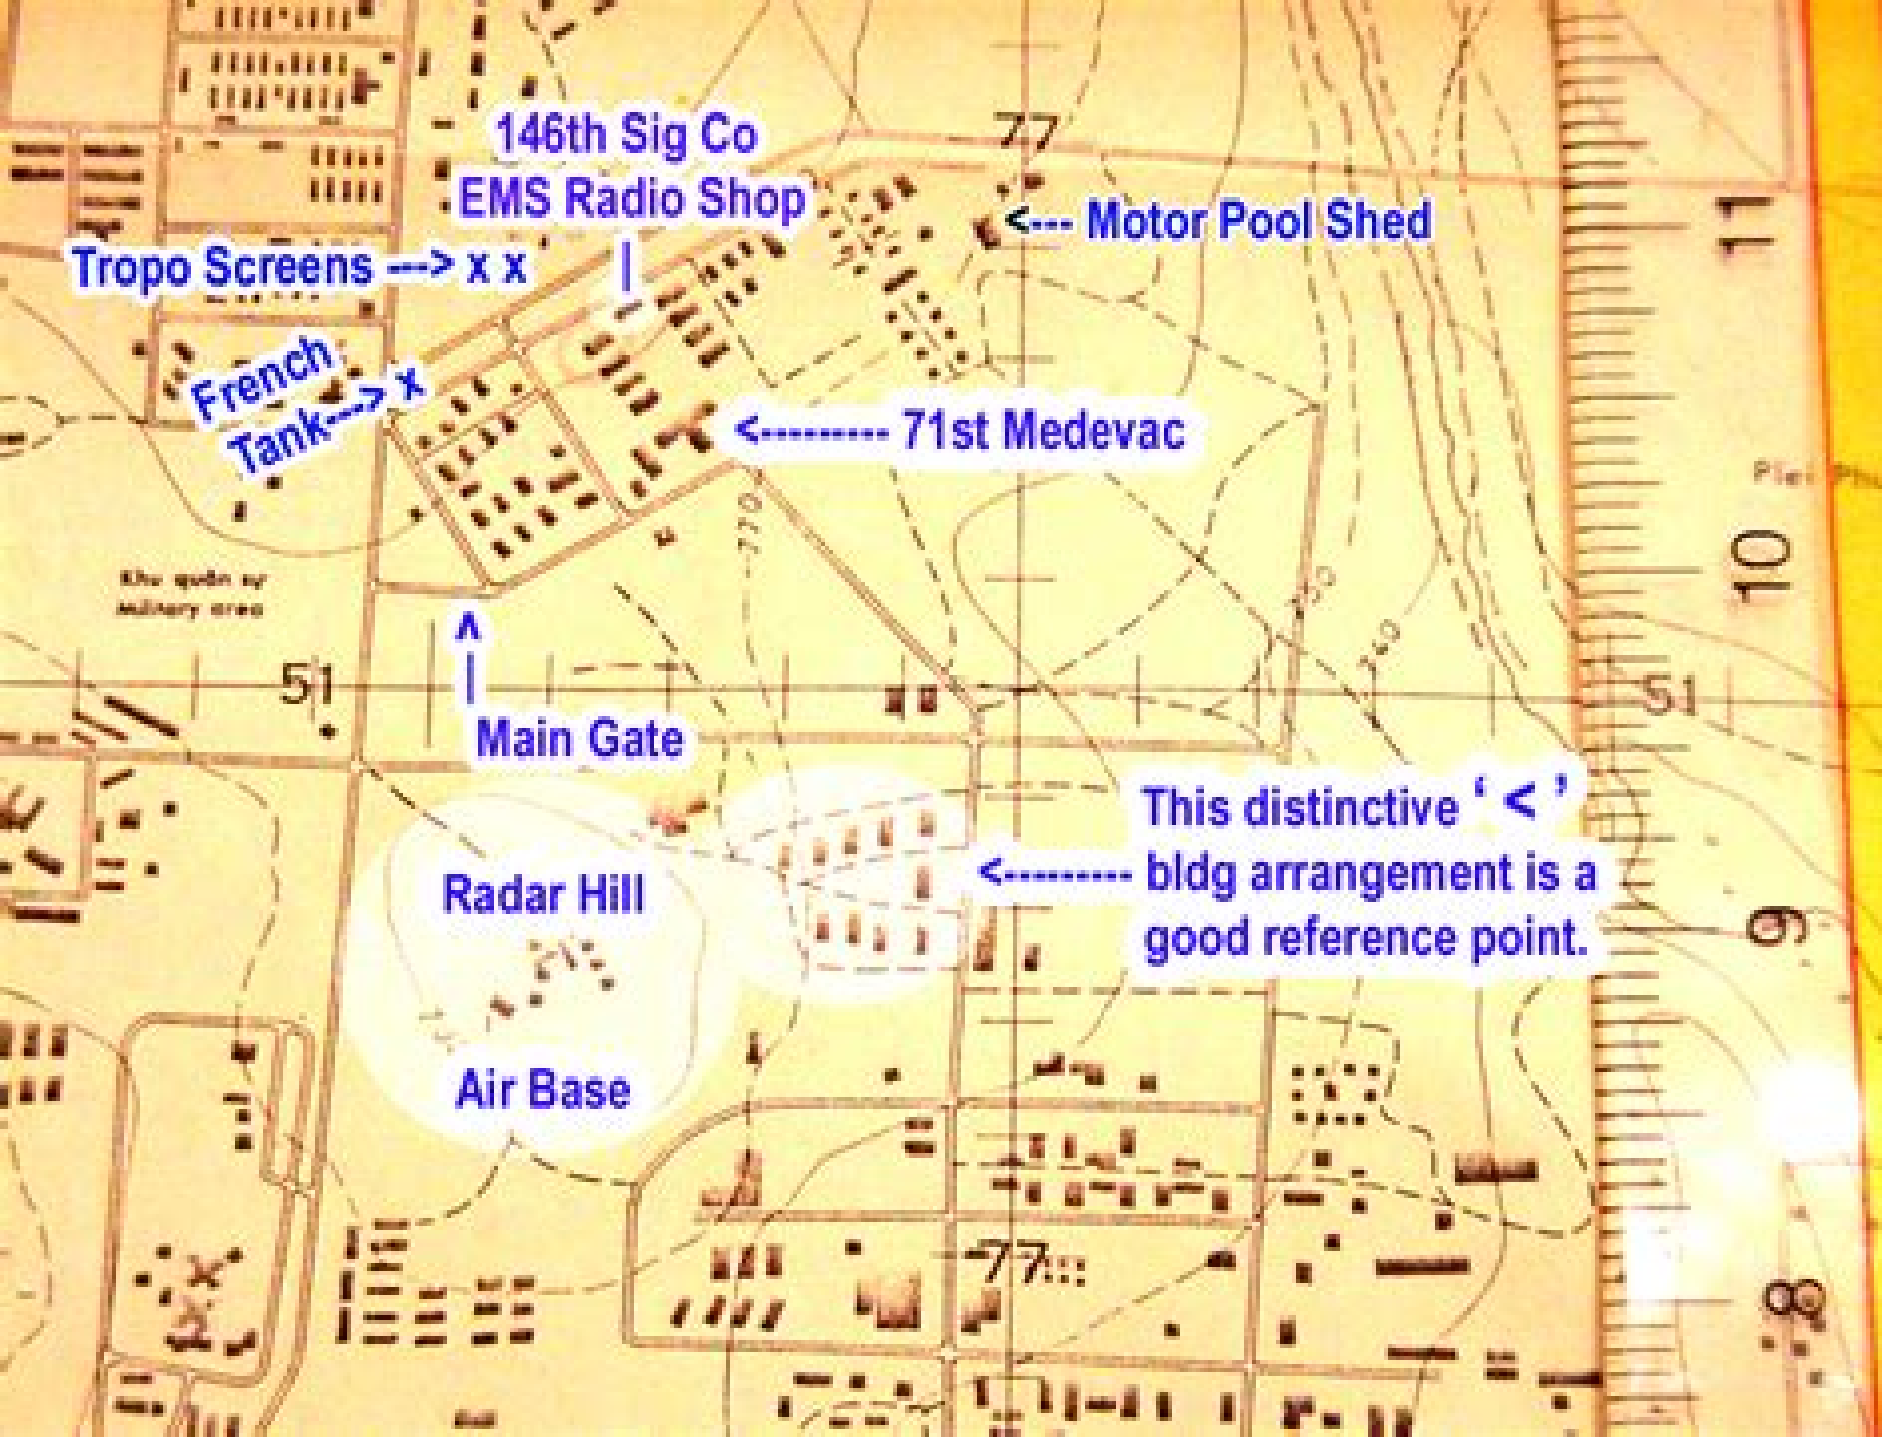 146th Sig Co
EMS Radio Shop
77
<--- Motor Pool Shed
11
Tropo Screens ---> x x
French
Tank---> x
<--------- 71st Medevac
770
10
Khu quân sự
Military area
51
51
^
Main Gate
760
This distinctive ‘ < ’
<--------- bldg arrangement is a
good reference point.
Radar Hill
9
Air Base
77
8